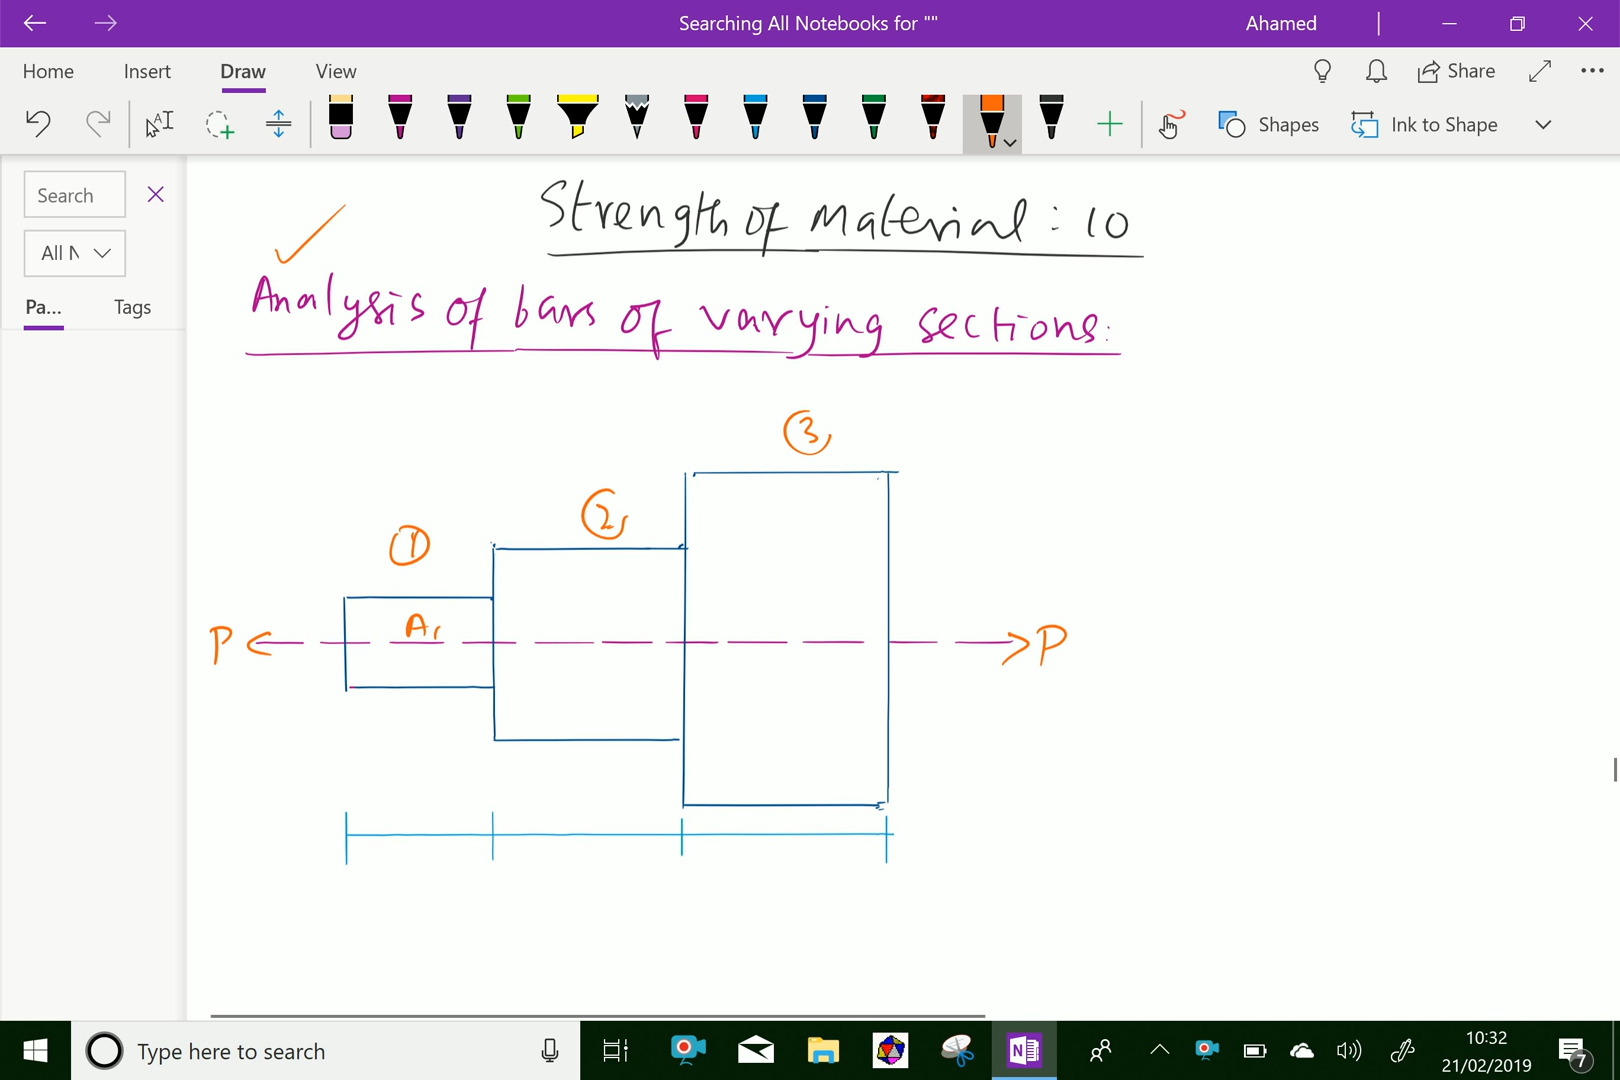 Searching All Notebooks for ""
Ahamed
Home Insert Draw View
Share
Shapes Ink to Shape
Search
All N
Pa... Tags
Strength of Material : 10
Analysis of bars of varying sections:
3
2
1
A1
P P
Type here to search
10:32
21/02/2019
7